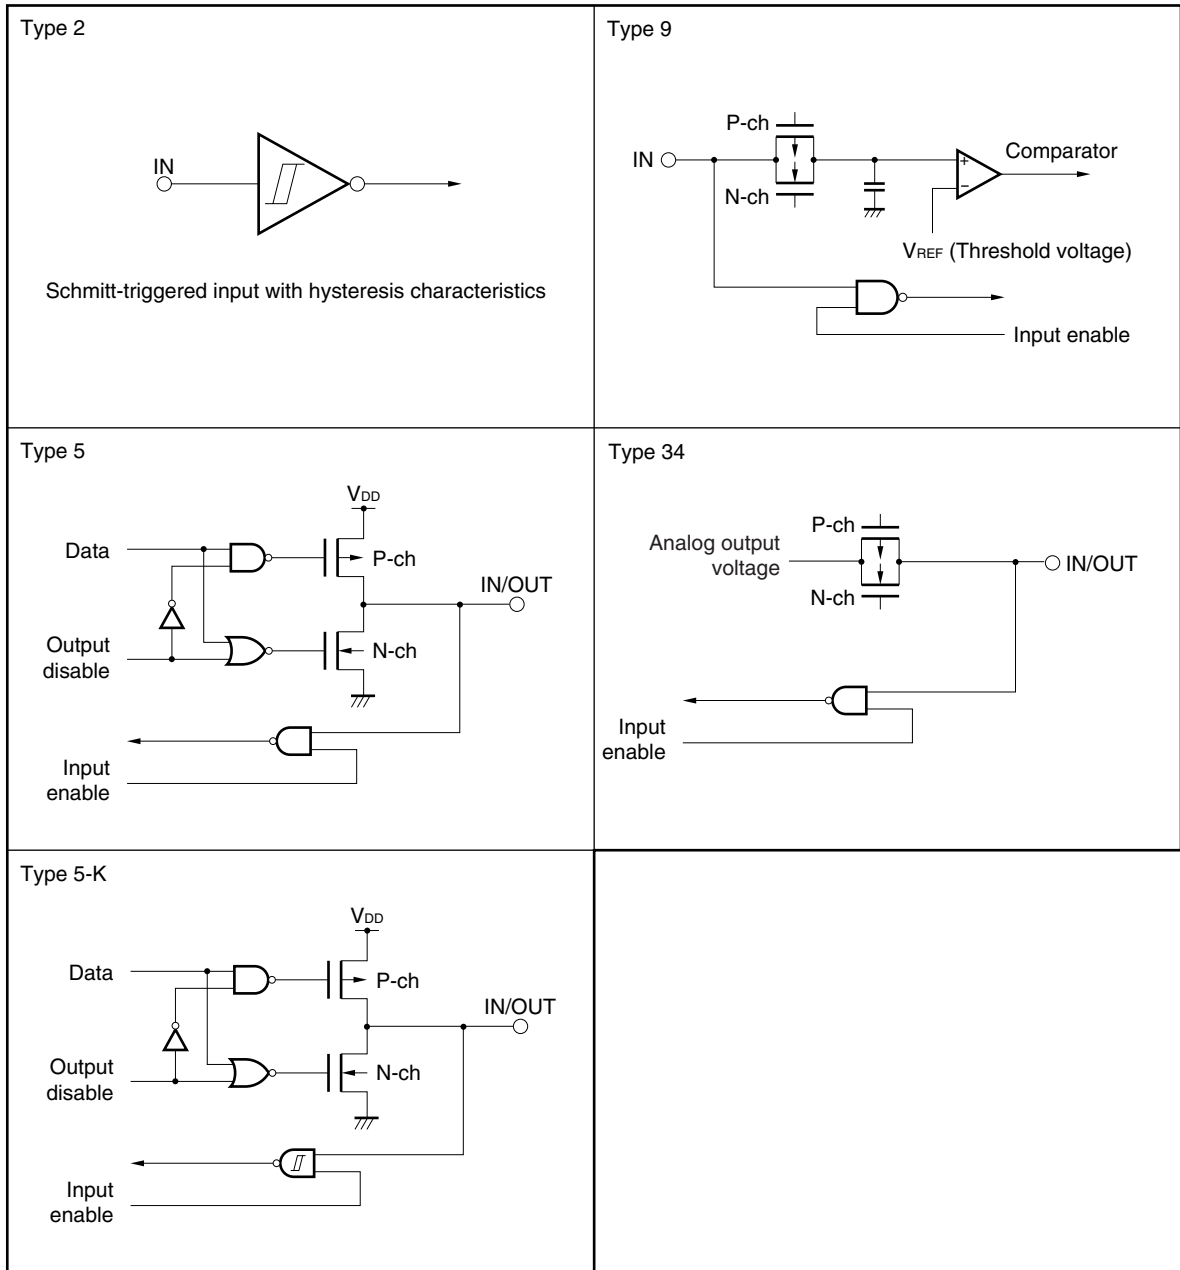 Type 2
IN
Schmitt-triggered input with hysteresis characteristics
Type 9
P-ch
IN
N-ch
Comparator
+
−
VREF (Threshold voltage)
Input enable
Type 5
VDD
Data
P-ch
IN/OUT
Output
disable
N-ch
Input
enable
Type 34
P-ch
Analog output
voltage
IN/OUT
N-ch
Input
enable
Type 5-K
VDD
Data
P-ch
IN/OUT
Output
disable
N-ch
Input
enable